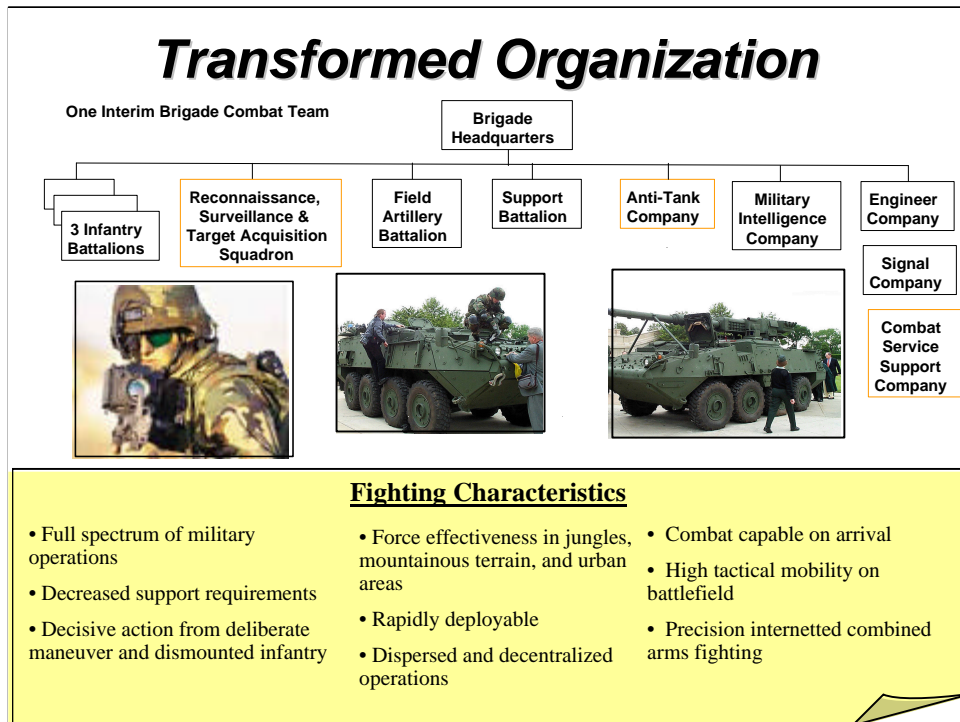 Transformed Organization
One Interim Brigade Combat Team
Brigade
Headquarters
3 Infantry
Battalions
Reconnaissance,
Surveillance &
Target Acquisition
Squadron
Field
Artillery
Battalion
Support
Battalion
Anti-Tank
Company
Military
Intelligence
Company
Engineer
Company
Signal
Company
Combat
Service
Support
Company
Fighting Characteristics
• Full spectrum of military
operations
• Decreased support requirements
• Decisive action from deliberate
maneuver and dismounted infantry
• Force effectiveness in jungles,
mountainous terrain, and urban
areas
• Rapidly deployable
• Dispersed and decentralized
operations
• Combat capable on arrival
• High tactical mobility on
battlefield
• Precision internetted combined
arms fighting